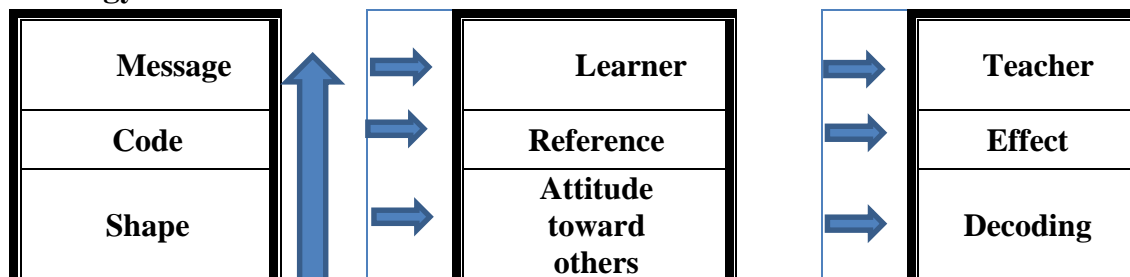 Message
Learner
Teacher
Code
Reference
Effect
Shape
Attitude
toward
others
Decoding